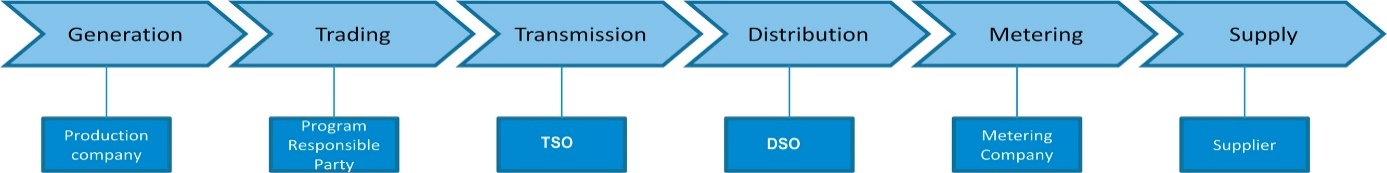 Generation
Trading
Transmission
Distribution
Metering
Supply
Production
company
Program
Responsible
Party
TSO
DSO
Metering
Company
Supplier